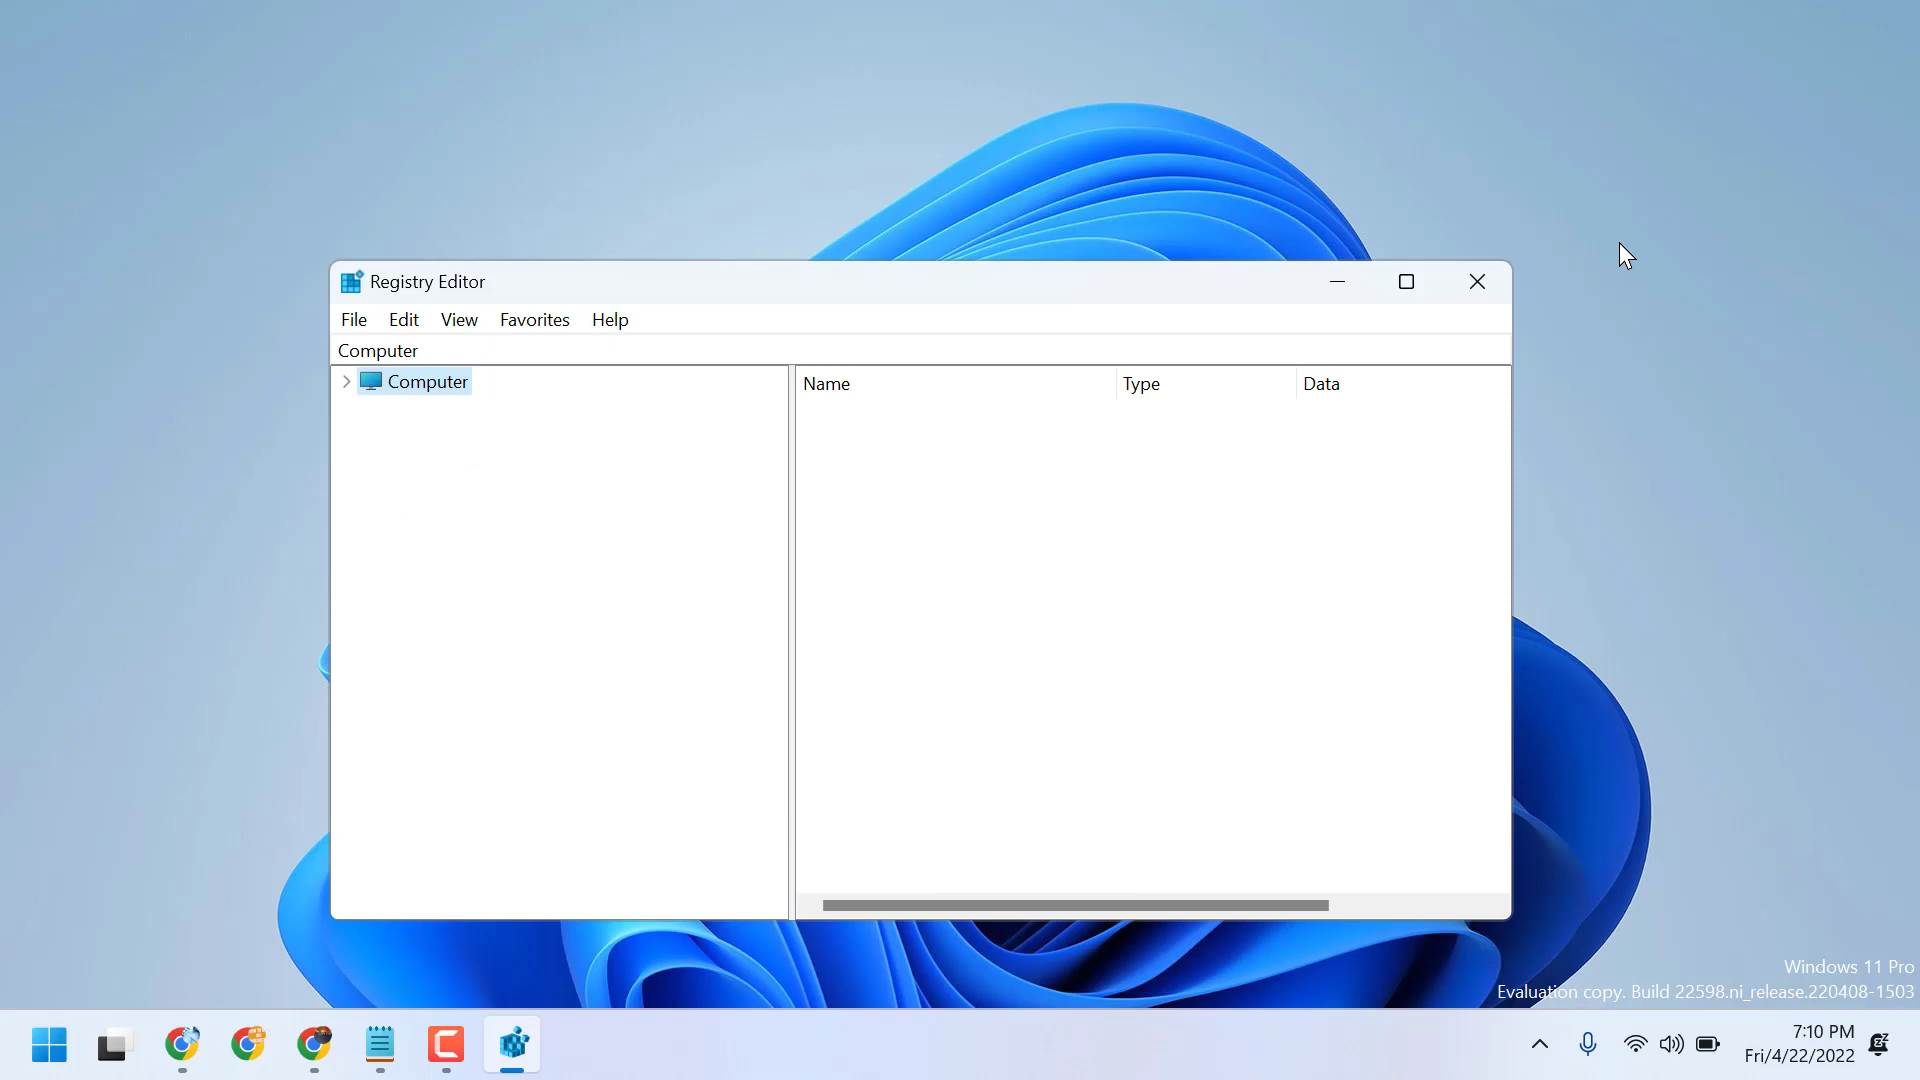 Registry Editor
File Edit View Favorites Help
Computer
Computer
Name Type Data
Windows 11 Pro
Evaluation copy. Build 22598.ni_release.220408-1503
7:10 PM
Fri/4/22/2022